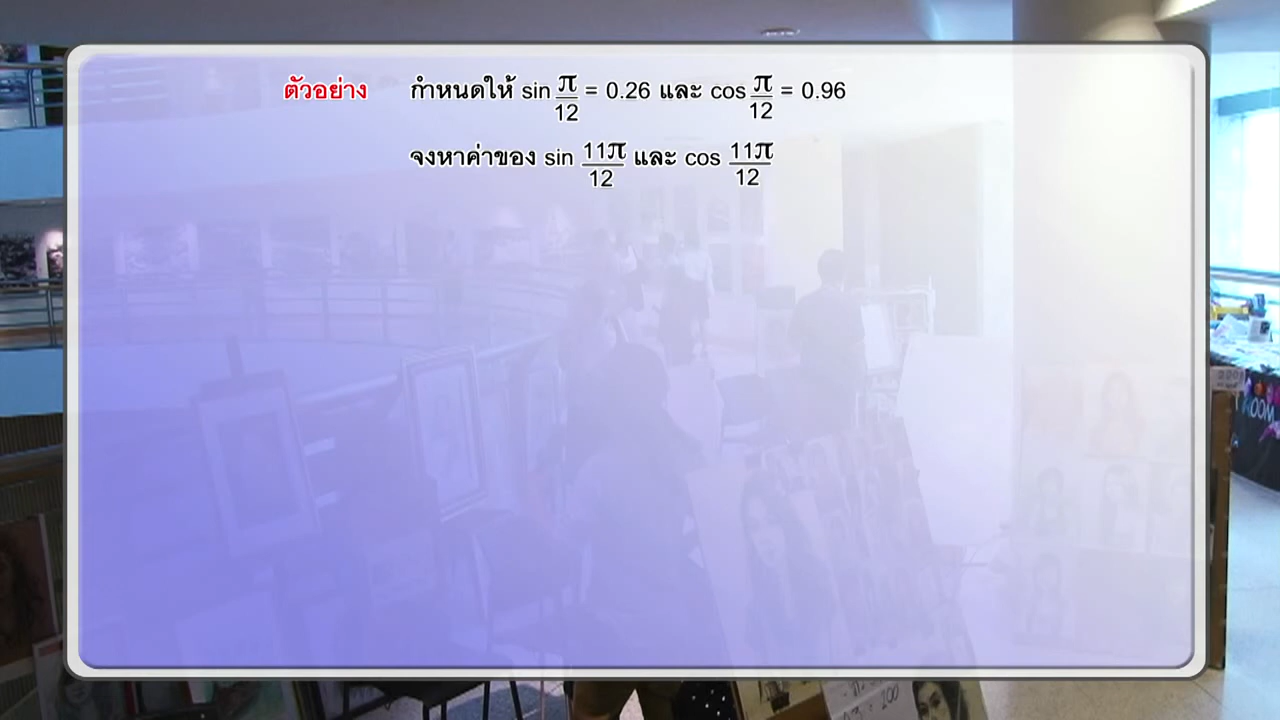 ตัวอย่าง กำหนดให้ sin π/12 = 0.26 และ cos π/12 = 0.96
จงหาค่าของ sin 11π/12 และ cos 11π/12